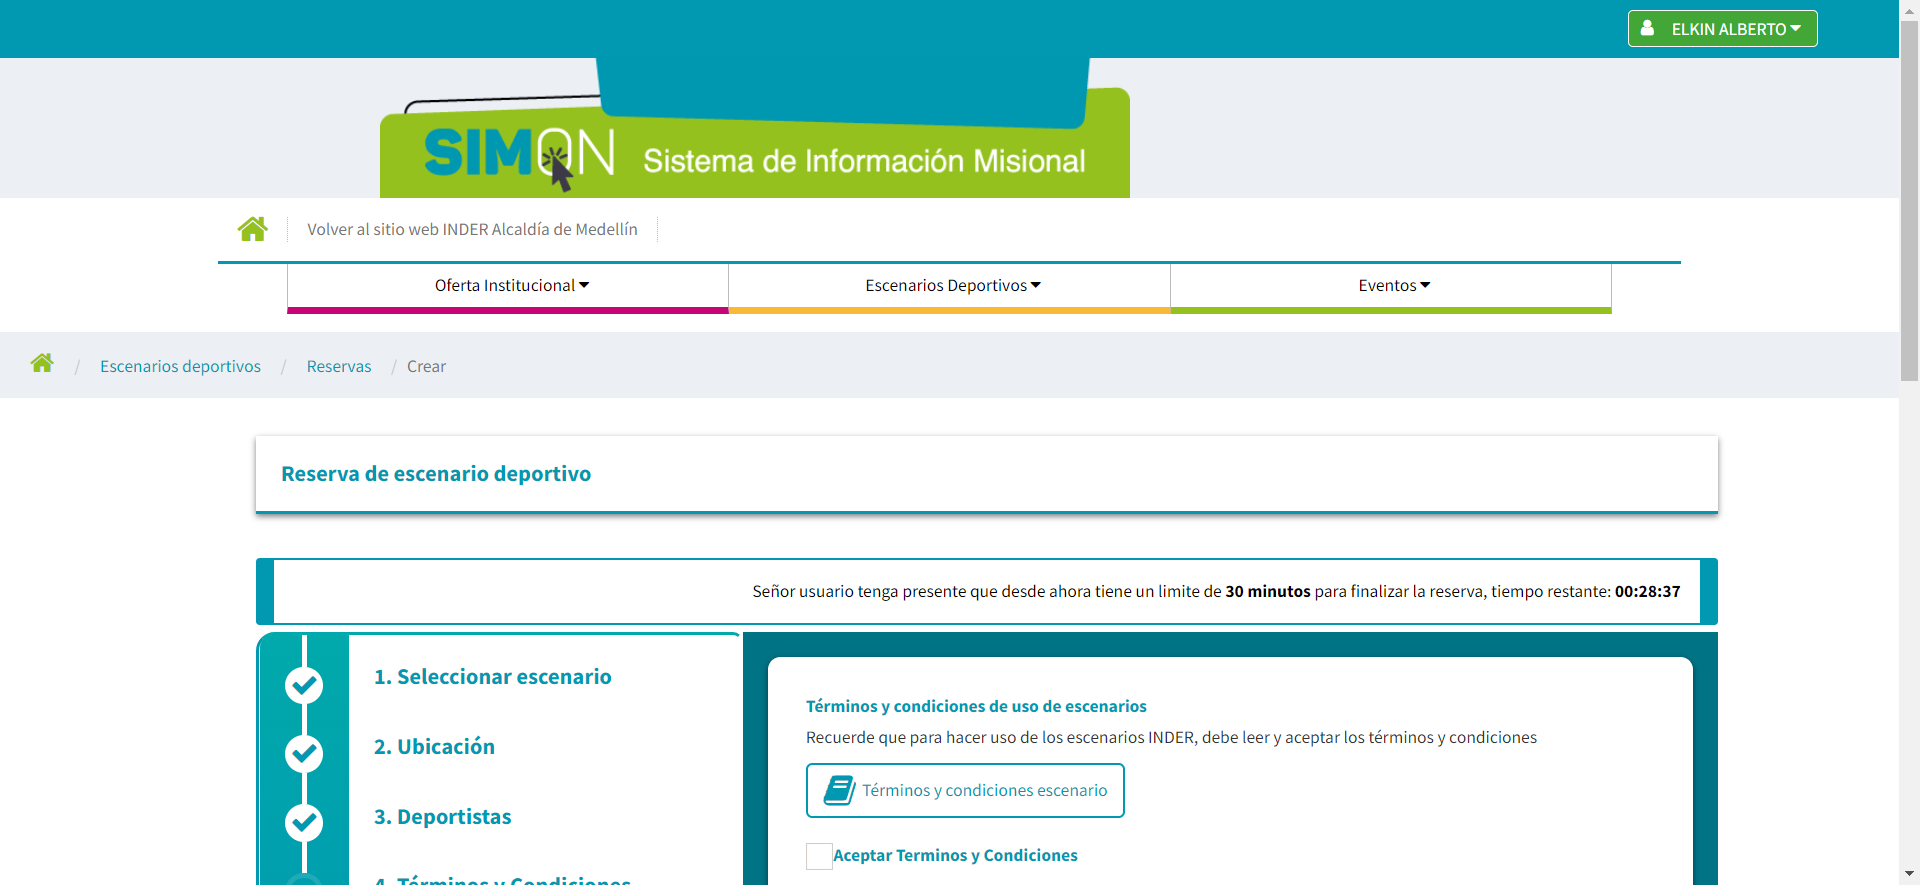 ELKIN ALBERTO
SIMON Sistema de Información Misional
Volver al sitio web INDER Alcaldía de Medellín
Oferta Institucional Escenarios Deportivos Eventos
/ Escenarios deportivos / Reservas / Crear
Reserva de escenario deportivo
Señor usuario tenga presente que desde ahora tiene un limite de 30 minutos para finalizar la reserva, tiempo restante: 00:28:37
1. Seleccionar escenario
2. Ubicación
3. Deportistas
4. Términos y Condiciones
Términos y condiciones de uso de escenarios
Recuerde que para hacer uso de los escenarios INDER, debe leer y aceptar los términos y condiciones
Términos y condiciones escenario
Aceptar Terminos y Condiciones